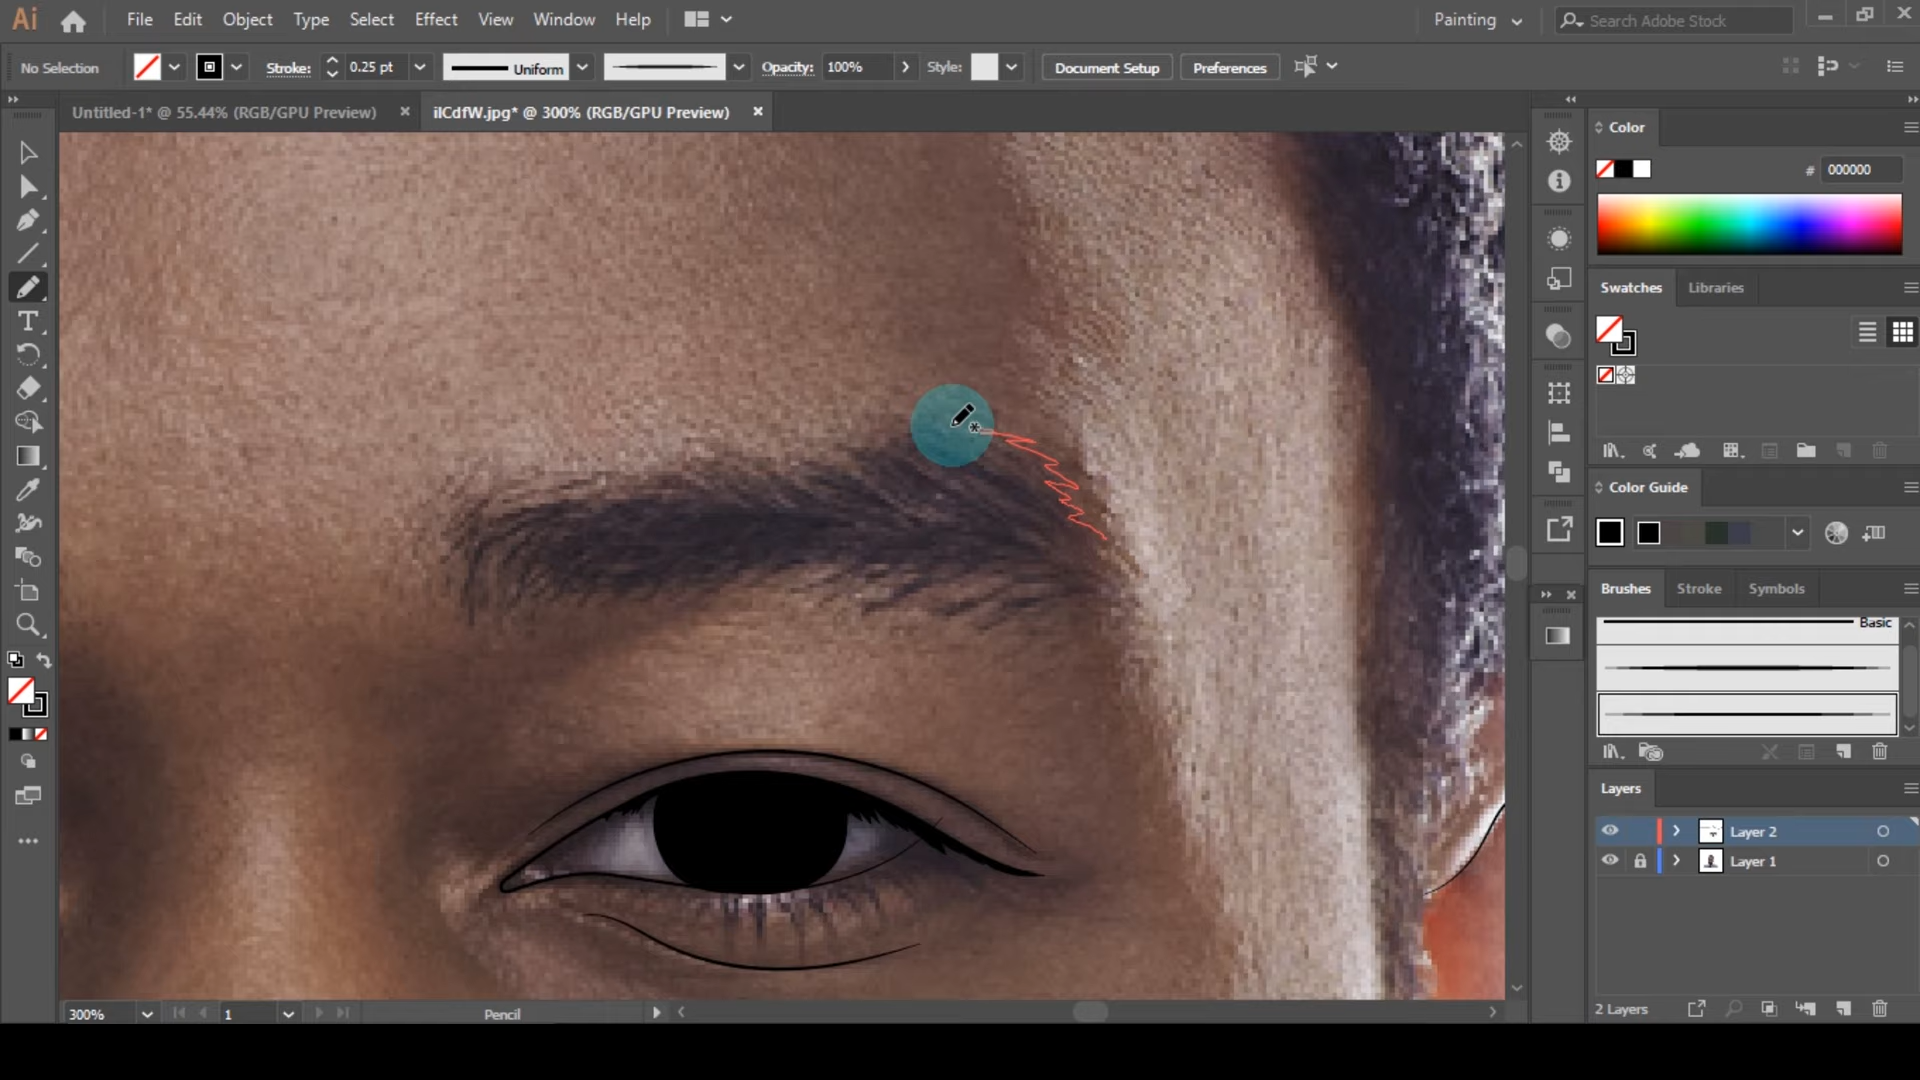 Ai File Edit Object Type Select Effect View Window Help Painting Search Adobe Stock
No Selection Stroke: 0.25 pt Uniform Opacity: 100% Style: Document Setup Preferences
Untitled-1* @ 55.44% (RGB/GPU Preview) ilCdfW.jpg* @ 300% (RGB/GPU Preview)
Color
# 000000
Swatches Libraries
Color Guide
Brushes Stroke Symbols
Basic
Layers
Layer 2
Layer 1
300% 1 Pencil 2 Layers